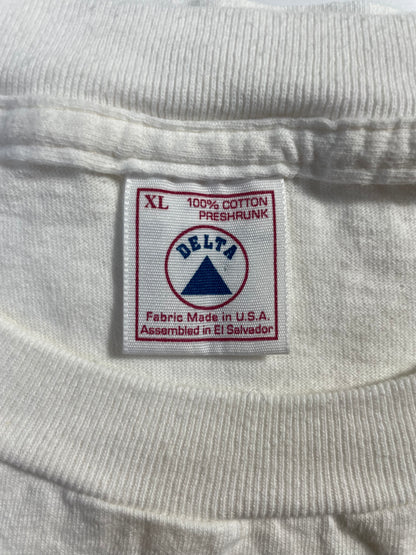 XL 100% COTTON
PRESHRUNK
DELTA
Fabric Made in U.S.A.
Assembled in El Salvador